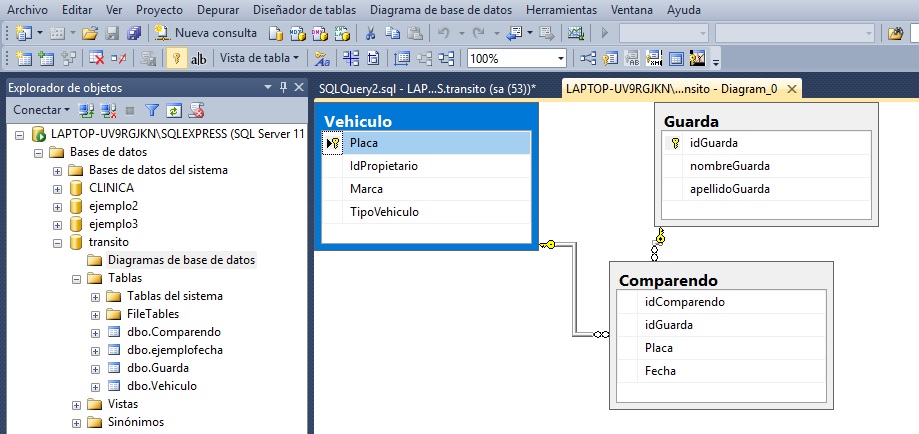 Archivo Editar Ver Proyecto Depurar Diseñador de tablas Diagrama de base de datos Herramientas Ventana Ayuda
Nueva consulta
ab Vista de tabla 100%
Explorador de objetos
SQLQuery2.sql - LAP...S.transito (sa (53))*
LAPTOP-UV9RGJKN\...nsito - Diagram_0
Conectar
LAPTOP-UV9RGJKN\SQLEXPRESS (SQL Server 11
Bases de datos
Bases de datos del sistema
CLINICA
ejemplo2
ejemplo3
transito
Diagramas de base de datos
Tablas
Tablas del sistema
FileTables
dbo.Comparendo
dbo.ejemplofecha
dbo.Guarda
dbo.Vehiculo
Vistas
Sinónimos
Vehiculo
Placa
IdPropietario
Marca
TipoVehiculo
Guarda
idGuarda
nombreGuarda
apellidoGuarda
Comparendo
idComparendo
idGuarda
Placa
Fecha